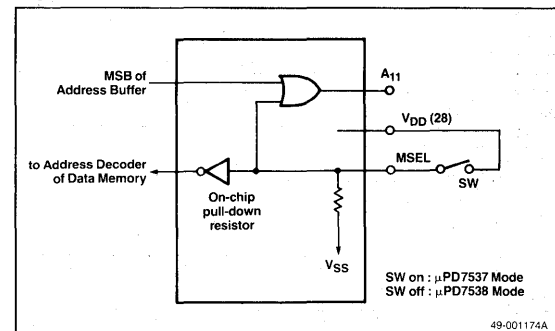 MSB of
Address Buffer
A11
VDD (28)
to Address Decoder
of Data Memory
MSEL
SW
On-chip
pull-down
resistor
VSS
SW on : μPD7537 Mode
SW off : μPD7538 Mode
49-001174A